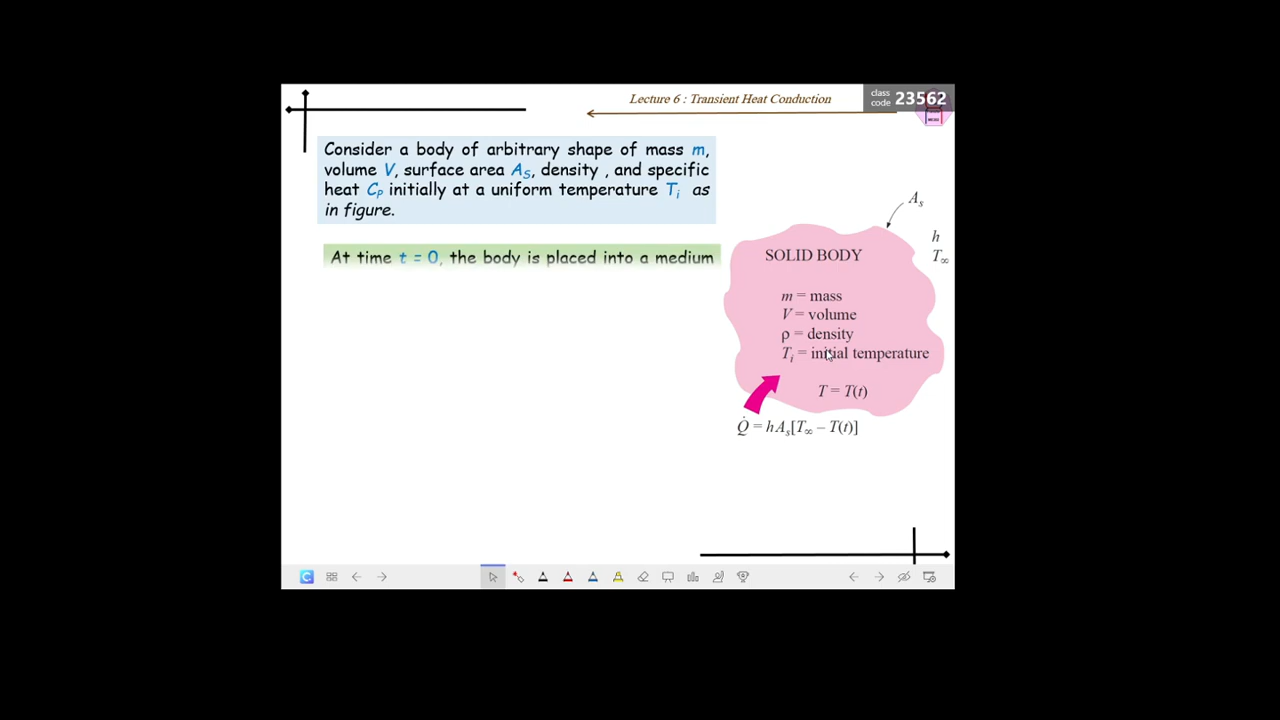 Lecture 6 : Transient Heat Conduction
class code 23562
Consider a body of arbitrary shape of mass m,
volume V, surface area As, density , and specific
heat CP initially at a uniform temperature Ti as
in figure.
At time t = 0, the body is placed into a medium
As
h
T∞
SOLID BODY
m = mass
V = volume
ρ = density
Ti = initial temperature
T = T(t)
Q̇ = hAs[T∞ – T(t)]